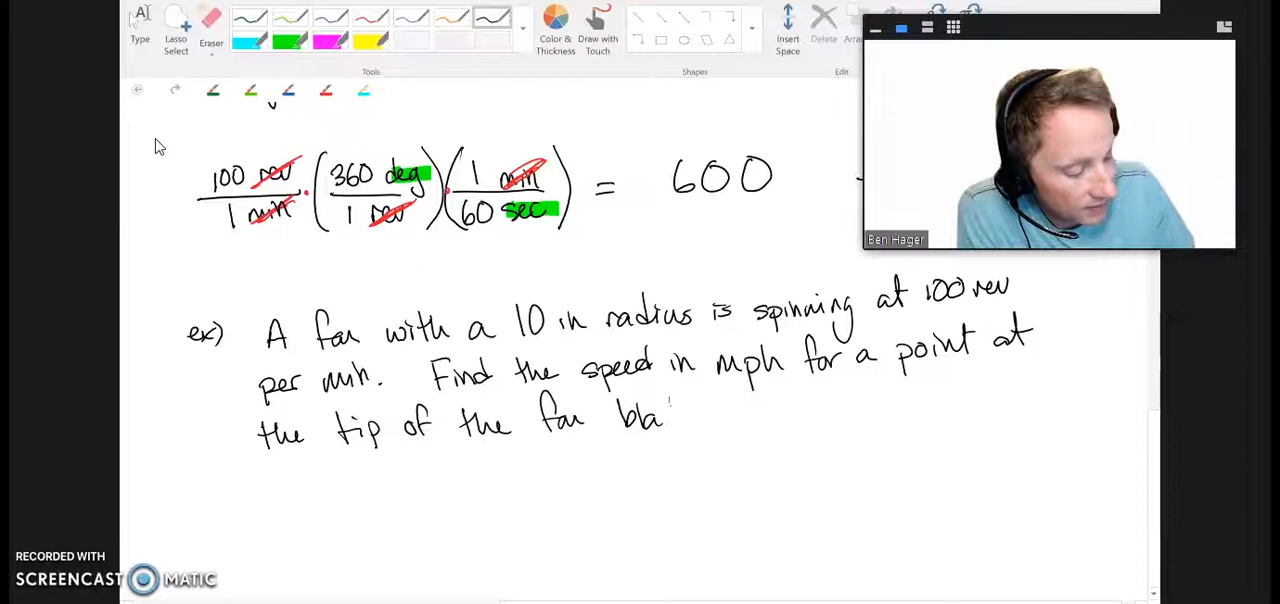 Type
Lasso
Select
Eraser
Color &
Thickness
Draw with
Touch
Insert
Space
Delete
Tools
Shapes
Edit
100 rev / 1 min · (360 deg / 1 rev) · (1 min / 60 sec) = 600
Ben Hager
ex) A fan with a 10 in radius is spinning at 100 rev
per min. Find the speed in mph for a point at
the tip of the fan bla
RECORDED WITH
SCREENCAST MATIC